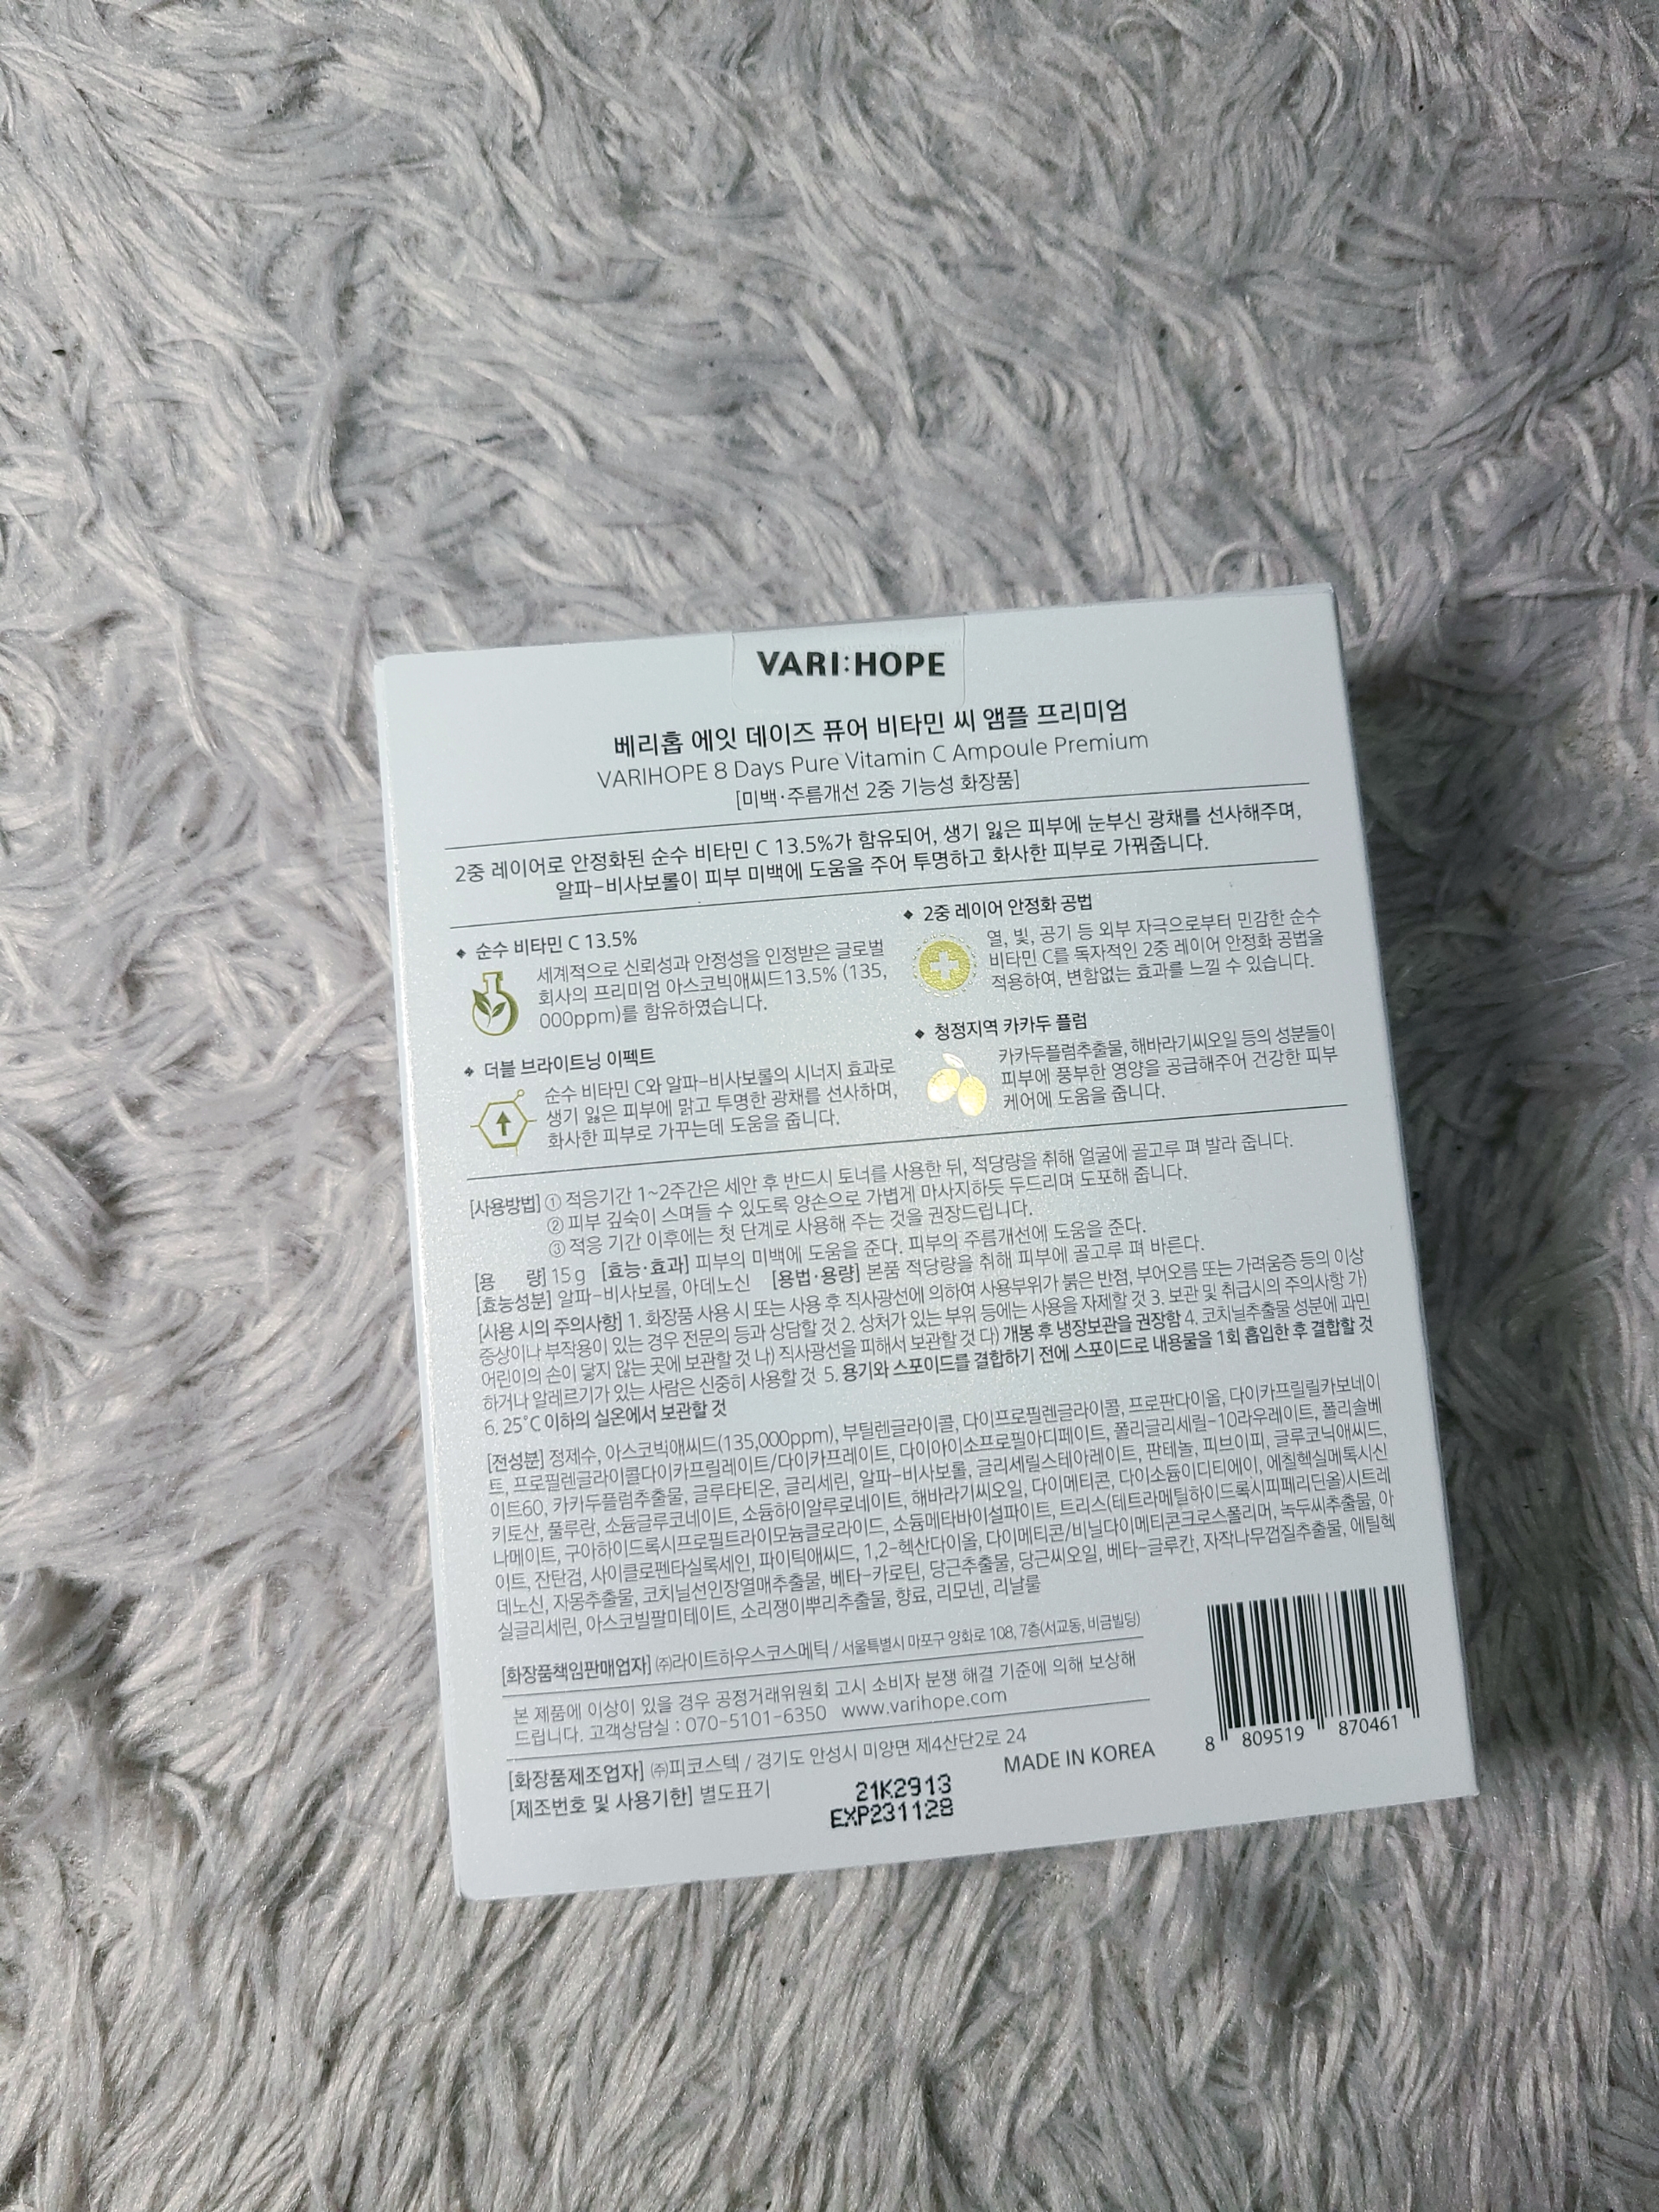 VARI:HOPE
베리홉 에잇 데이즈 퓨어 비타민 씨 앰플 프리미엄
VARIHOPE 8 Days Pure Vitamin C Ampoule Premium
[미백·주름개선 2중 기능성 화장품]
2중 레이어로 안정화된 순수 비타민 C 13.5%가 함유되어, 생기 잃은 피부에 눈부신 광채를 선사해주며,
알파-비사보롤이 피부 미백에 도움을 주어 투명하고 화사한 피부로 가꿔줍니다.
◆ 순수 비타민 C 13.5%
세계적으로 신뢰성과 안정성을 인정받은 글로벌
회사의 프리미엄 아스코빅애씨드13.5% (135,
000ppm)를 함유하였습니다.
◆ 2중 레이어 안정화 공법
열, 빛, 공기 등 외부 자극으로부터 민감한 순수
비타민 C를 독자적인 2중 레이어 안정화 공법을
적용하여, 변함없는 효과를 느낄 수 있습니다.
◆ 더블 브라이트닝 이펙트
순수 비타민 C와 알파-비사보롤의 시너지 효과로
생기 잃은 피부에 맑고 투명한 광채를 선사하며,
화사한 피부로 가꾸는데 도움을 줍니다.
◆ 청정지역 카카두 플럼
카카두플럼추출물, 해바라기씨오일 등의 성분들이
피부에 풍부한 영양을 공급해주어 건강한 피부
케어에 도움을 줍니다.
[사용방법] ① 적응기간 1~2주간은 세안 후 반드시 토너를 사용한 뒤, 적당량을 취해 얼굴에 골고루 펴 발라 줍니다.
② 피부 깊숙이 스며들 수 있도록 양손으로 가볍게 마사지하듯 두드리며 도포해 줍니다.
③ 적응 기간 이후에는 첫 단계로 사용해 주는 것을 권장드립니다.
[용 량] 15g [효능·효과] 피부의 미백에 도움을 준다. 피부의 주름개선에 도움을 준다.
[효능성분] 알파-비사보롤, 아데노신 [용법·용량] 본품 적당량을 취해 피부에 골고루 펴 바른다.
[사용 시의 주의사항] 1. 화장품 사용 시 또는 사용 후 직사광선에 의하여 사용부위가 붉은 반점, 부어오름 또는 가려움증 등의 이상
증상이나 부작용이 있는 경우 전문의 등과 상담할 것 2. 상처가 있는 부위 등에는 사용을 자제할 것 3. 보관 및 취급시의 주의사항 가)
어린이의 손이 닿지 않는 곳에 보관할 것 나) 직사광선을 피해서 보관할 것 다) 개봉 후 냉장보관을 권장함 4. 코치닐추출물 성분에 과민
하거나 알레르기가 있는 사람은 신중히 사용할 것 5. 용기와 스포이드를 결합하기 전에 스포이드로 내용물을 1회 흡입한 후 결합할 것
6. 25˚C 이하의 실온에서 보관할 것
[전성분] 정제수, 아스코빅애씨드(135,000ppm), 부틸렌글라이콜, 다이프로필렌글라이콜, 프로판다이올, 다이카프릴릴카보네이
트, 프로필렌글라이콜다이카프릴레이트/다이카프레이트, 다이아이소프로필아디페이트, 폴리글리세릴-10라우레이트, 폴리솔베
이트60, 카카두플럼추출물, 글루타티온, 글리세린, 알파-비사보롤, 글리세릴스테아레이트, 판테놀, 피브이피, 글루코닉애씨드,
키토산, 풀루란, 소듐글루코네이트, 소듐하이알루로네이트, 해바라기씨오일, 다이메티콘, 다이소듐이디티에이, 에칠헥실메톡시신
나메이트, 구아하이드록시프로필트라이모늄클로라이드, 소듐메타바이설파이트, 트리스(테트라메틸하이드록시피페리딘올)시트레
이트, 잔탄검, 사이클로펜타실록세인, 파이틱애씨드, 1,2-헥산다이올, 다이메티콘/비닐다이메티콘크로스폴리머, 녹두씨추출물, 아
데노신, 자몽추출물, 코치닐선인장열매추출물, 베타-카로틴, 당근추출물, 당근씨오일, 베타-글루칸, 자작나무껍질추출물, 에틸헥
실글리세린, 아스코빌팔미테이트, 소리쟁이뿌리추출물, 향료, 리모넨, 리날룰
[화장품책임판매업자] ㈜라이트하우스코스메틱 / 서울특별시 마포구 양화로 108, 7층(서교동, 비금빌딩)
본 제품에 이상이 있을 경우 공정거래위원회 고시 소비자 분쟁 해결 기준에 의해 보상해
드립니다. 고객상담실 : 070-5101-6350 www.varihope.com
[화장품제조업자] ㈜피코스텍 / 경기도 안성시 미양면 제4산단2로 24
[제조번호 및 사용기한] 별도표기
MADE IN KOREA
21K2913
EXP231128
8 809519 870461